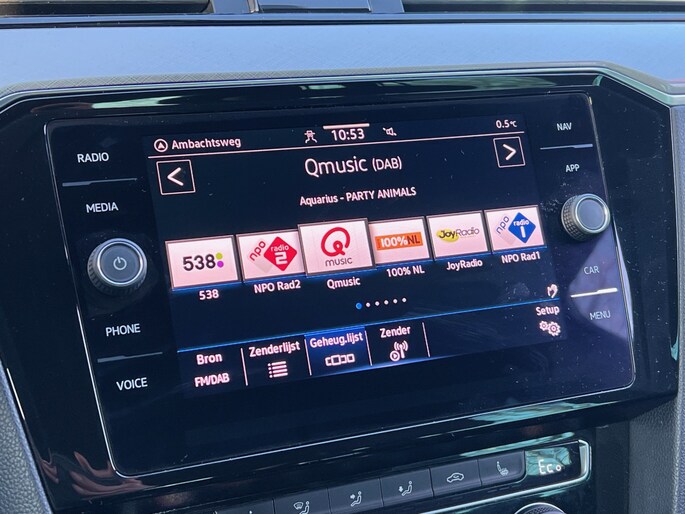 RADIO
MEDIA
PHONE
VOICE
NAV
APP
CAR
MENU
Ambachtsweg
10:53
0.5°C
Qmusic (DAB)
Aquarius - PARTY ANIMALS
538
npo radio 2
Q music
100%NL
JoyRadio
npo radio 1
538
NPO Rad2
Qmusic
100% NL
JoyRadio
NPO Rad1
Bron
FM/DAB
Zenderlijst
Geheug.lijst
Zender
Setup
Eco